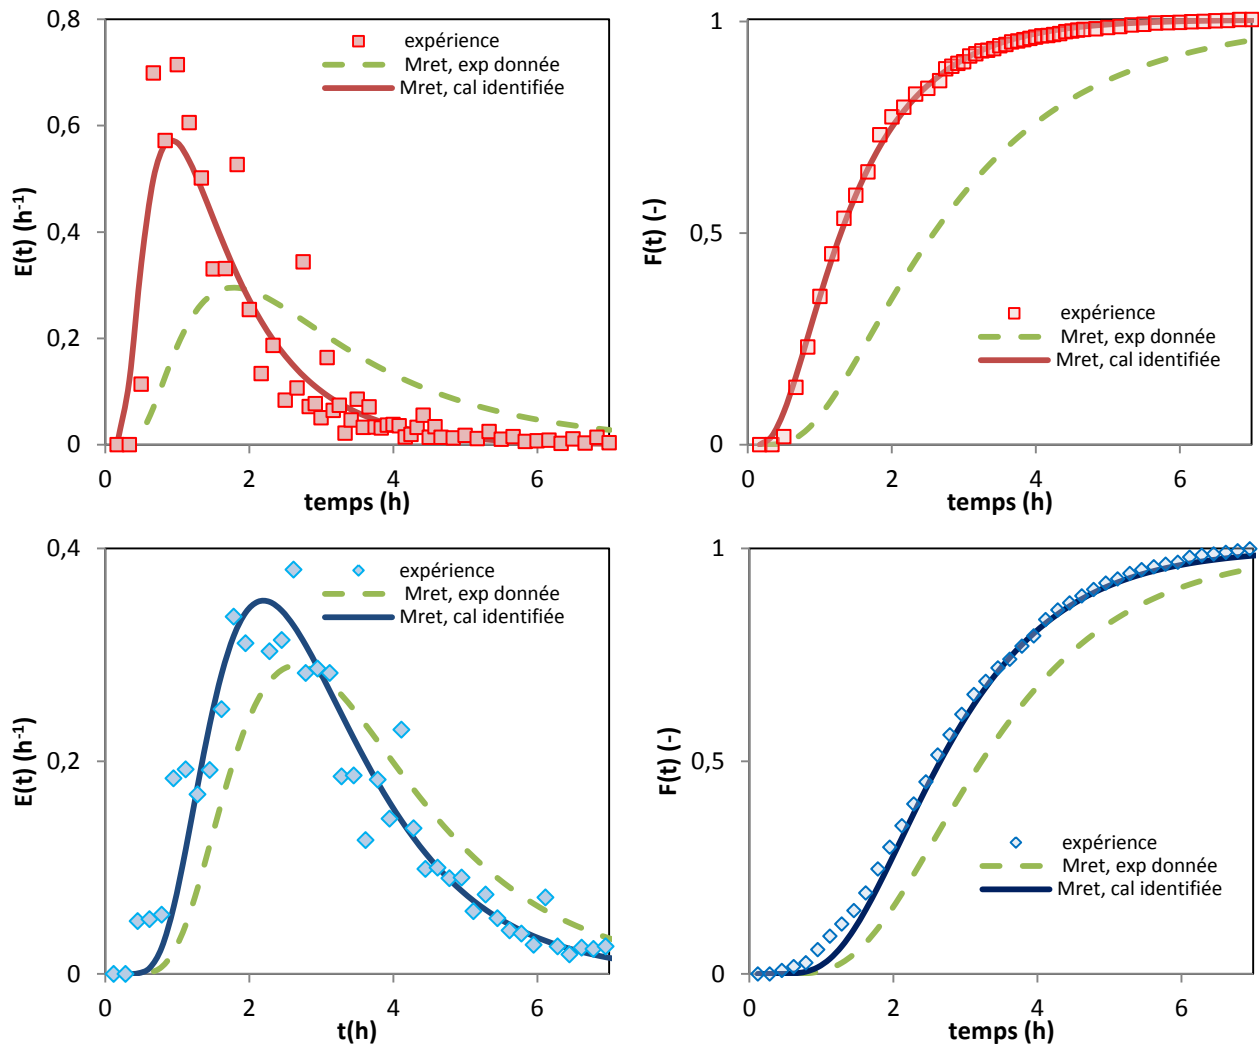 0,8
0,6
0,4
0,2
0
E(t) (h-1)
expérience
Mret, exp donnée
Mret, cal identifiée
0 2 4 6
temps (h)
1
0,5
0
F(t) (-)
expérience
Mret, exp donnée
Mret, cal identifiée
0 2 4 6
temps (h)
0,4
0,2
0
E(t) (h-1)
expérience
Mret, exp donnée
Mret, cal identifiée
0 2 4 6
t(h)
1
0,5
0
F(t) (-)
expérience
Mret, exp donnée
Mret, cal identifiée
0 2 4 6
temps (h)